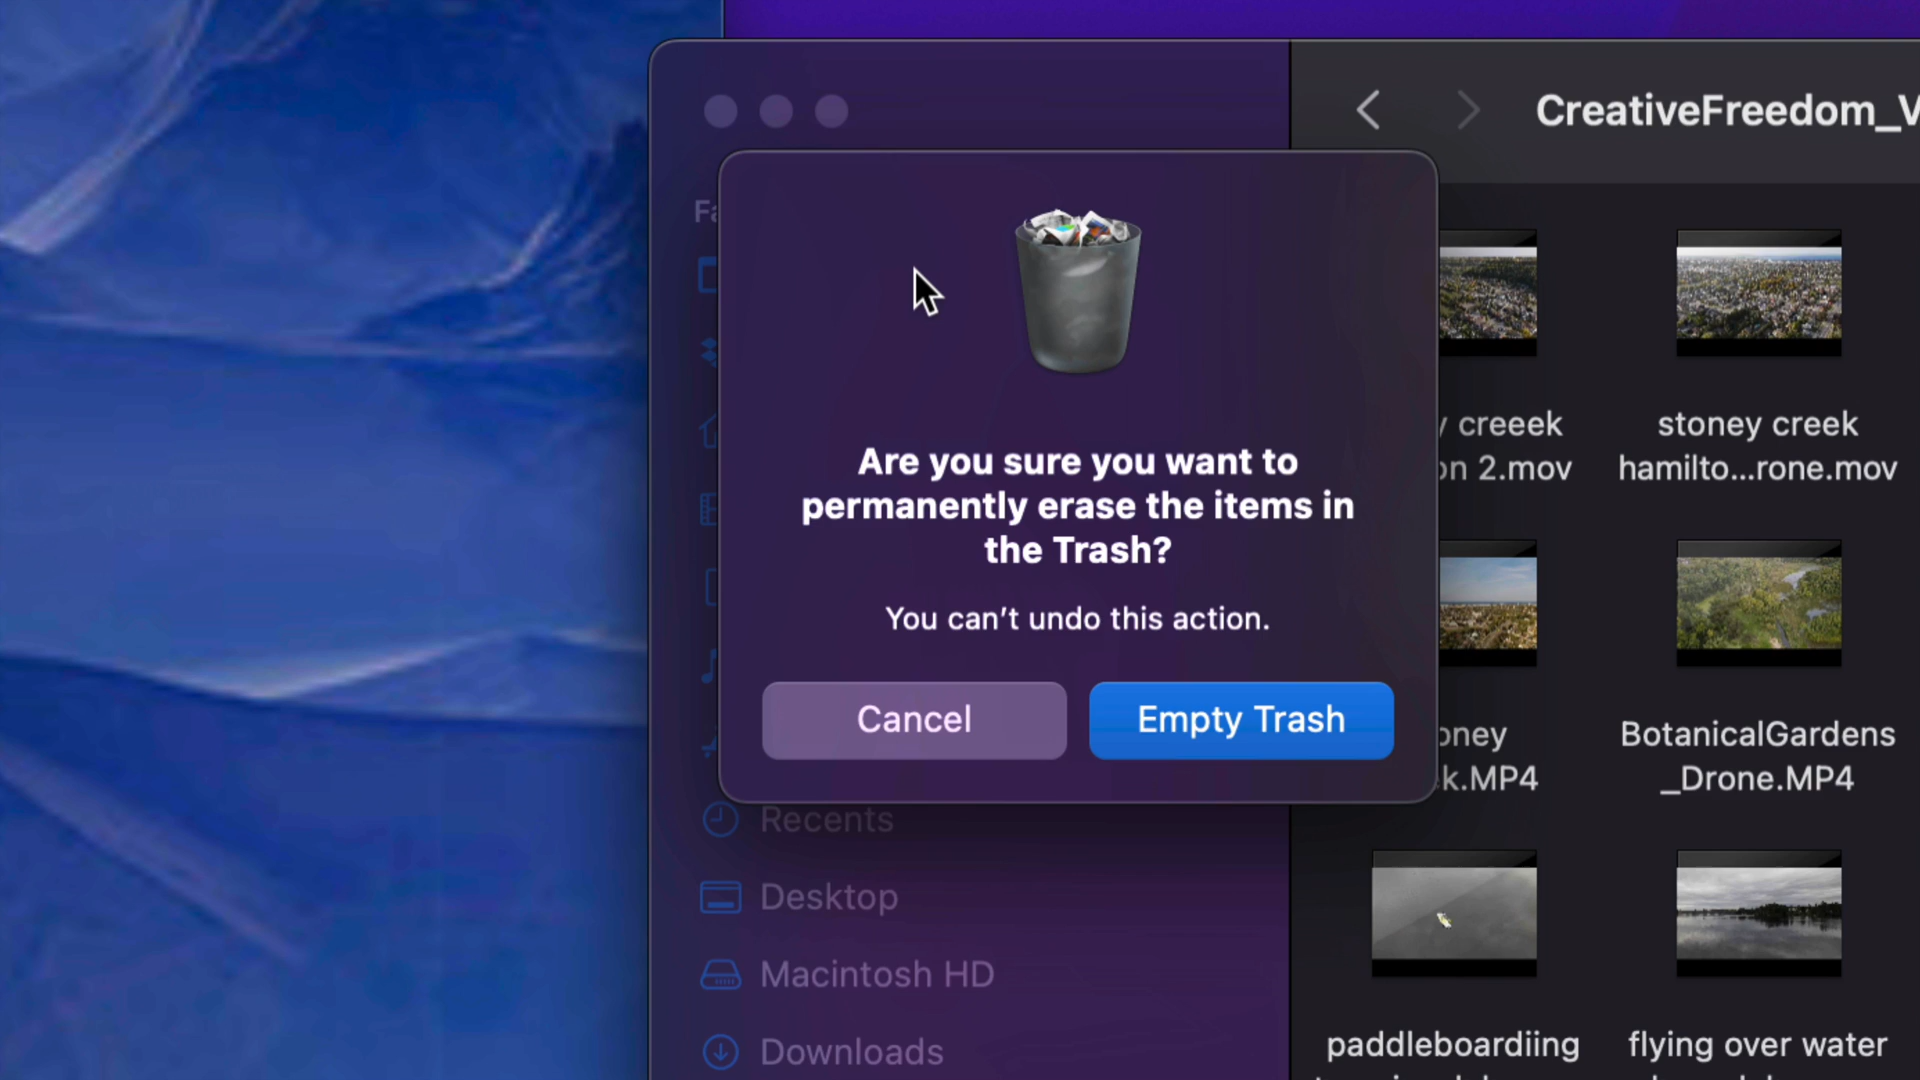 CreativeFreedom_V
Fa
Are you sure you want to
permanently erase the items in
the Trash?
You can't undo this action.
Cancel
Empty Trash
creeek
on 2.mov
stoney creek
hamilto...rone.mov
oney
k.MP4
BotanicalGardens
_Drone.MP4
Recents
Desktop
Macintosh HD
Downloads
paddleboardiing
flying over water